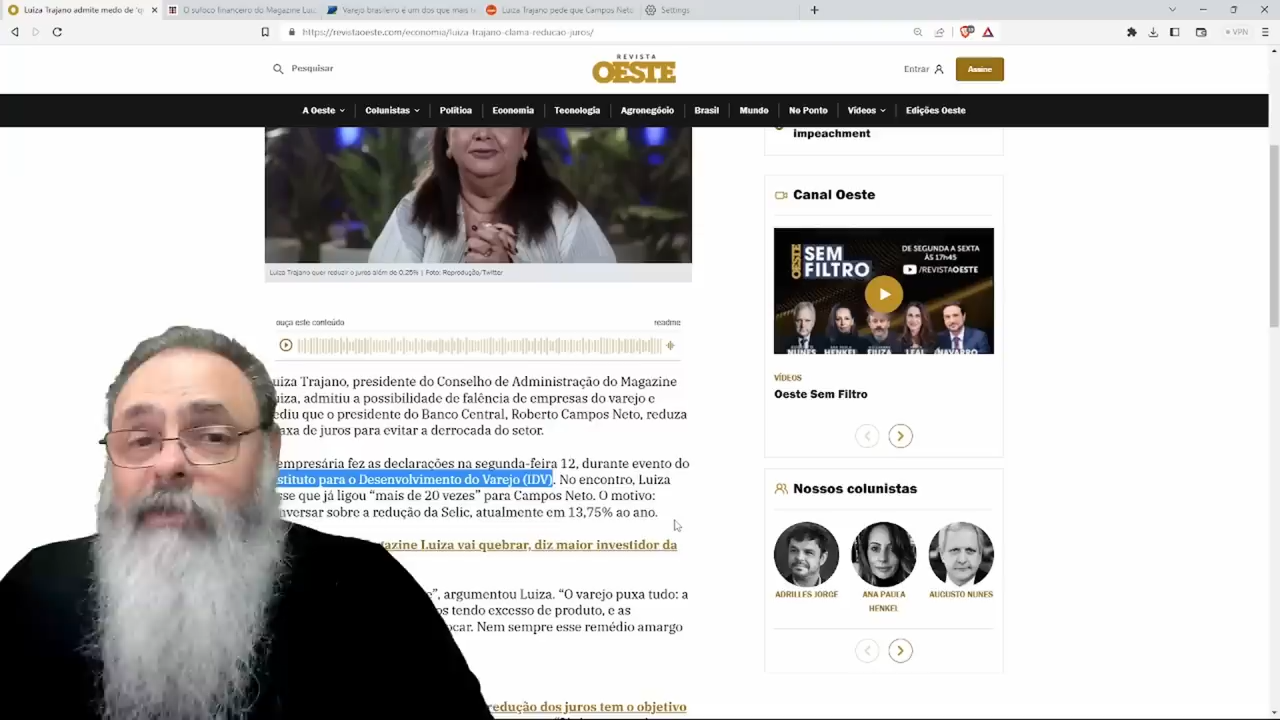 Luiza Trajano admite medo de 'q
O sufoco financeiro do Magazine Lui
Varejo brasileiro é um dos que mais
Luiza Trajano pede que Campos Neto
Settings
https://revistaoeste.com/economia/luiza-trajano-clama-reducao-juros/
VPN
Pesquisar
REVISTA
OESTE
Entrar
Assine
A Oeste
Colunistas
Política
Economia
Tecnologia
Agronegócio
Brasil
Mundo
No Ponto
Vídeos
Edições Oeste
impeachment
Luiza Trajano quer reduzir o juros além de 0,25% | Foto: Reprodução/Twitter
ouça este conteúdo
readme
uiza Trajano, presidente do Conselho de Administração do Magazine
uiza, admitiu a possibilidade de falência de empresas do varejo e
ediu que o presidente do Banco Central, Roberto Campos Neto, reduza
axa de juros para evitar a derrocada do setor.
empresária fez as declarações na segunda-feira 12, durante evento do
stituto para o Desenvolvimento do Varejo (IDV). No encontro, Luiza
sse que já ligou “mais de 20 vezes” para Campos Neto. O motivo:
nversar sobre a redução da Selic, atualmente em 13,75% ao ano.
gazine Luiza vai quebrar, diz maior investidor da
e”, argumentou Luiza. “O varejo puxa tudo: a
os tendo excesso de produto, e as
ocar. Nem sempre esse remédio amargo
edução dos juros tem o objetivo
Canal Oeste
OESTE
SEM
FILTRO
DE SEGUNDA A SEXTA
ÀS 17h45
/REVISTAOESTE
NUNES
HENKEL
FIUZA
LEAL
NAVARRO
VÍDEOS
Oeste Sem Filtro
Nossos colunistas
ADRILLES JORGE
ANA PAULA
HENKEL
AUGUSTO NUNES